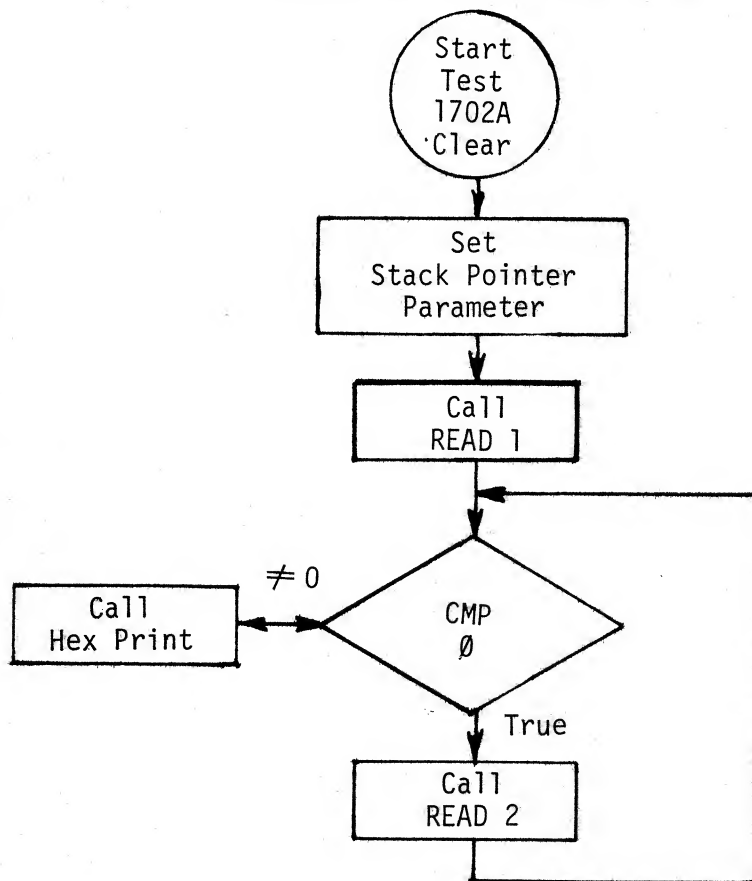 Start
Test
1702A
Clear
Set
Stack Pointer
Parameter
Call
READ 1
≠ 0
Call
Hex Print
CMP
Ø
True
Call
READ 2